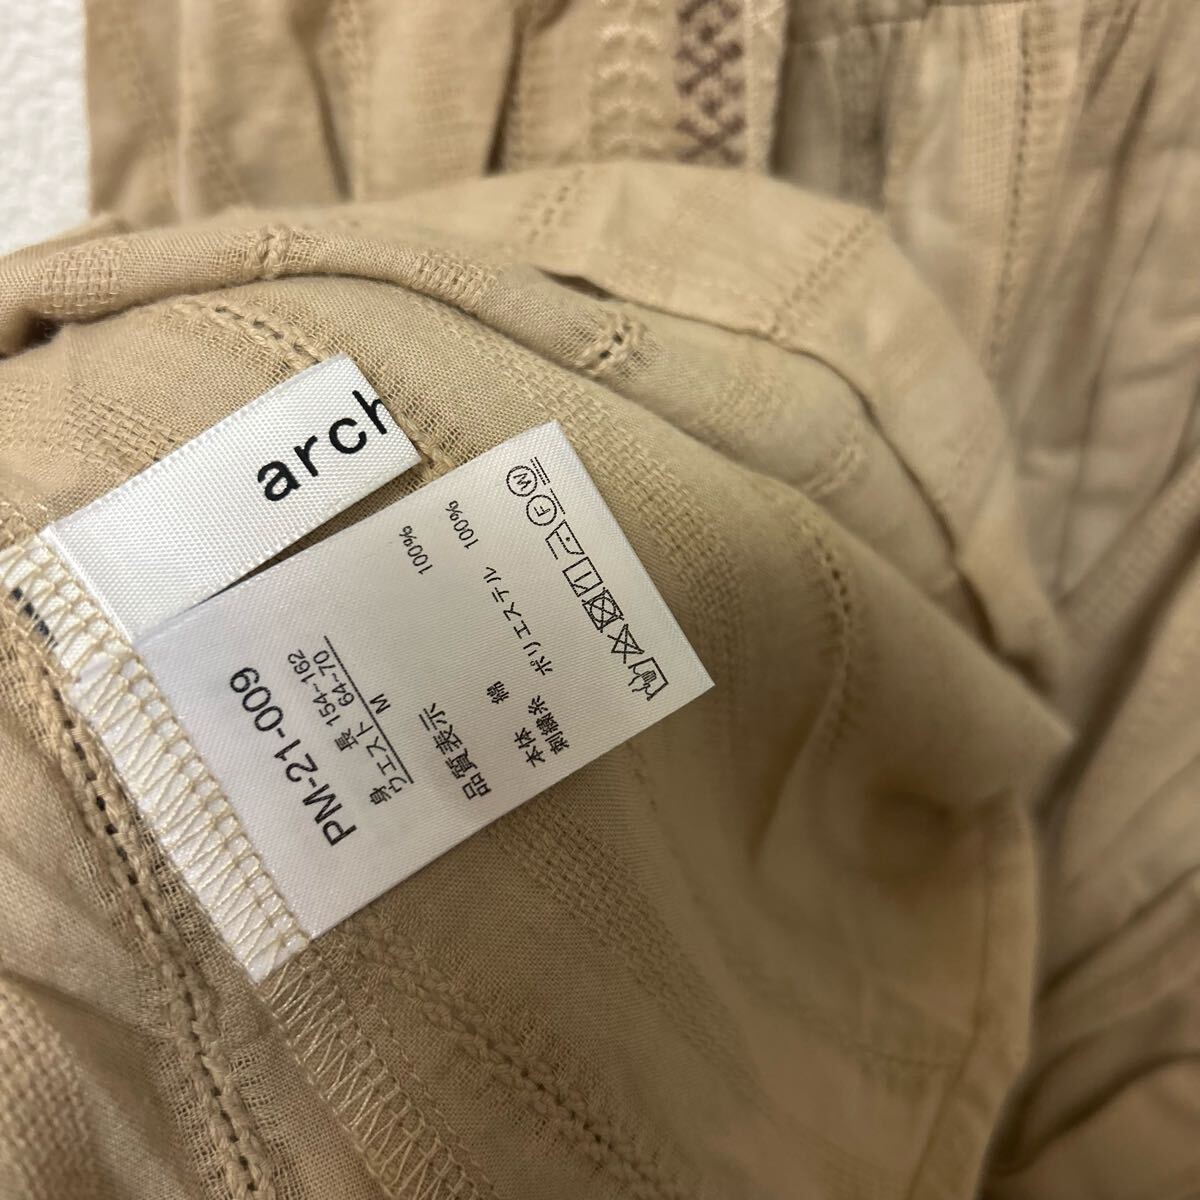 arch
PM-21-009
身 長 154~162
ウエスト 64~70
M
品質表示
本体 綿 100%
刺繍糸 ポリエステル 100%
F W